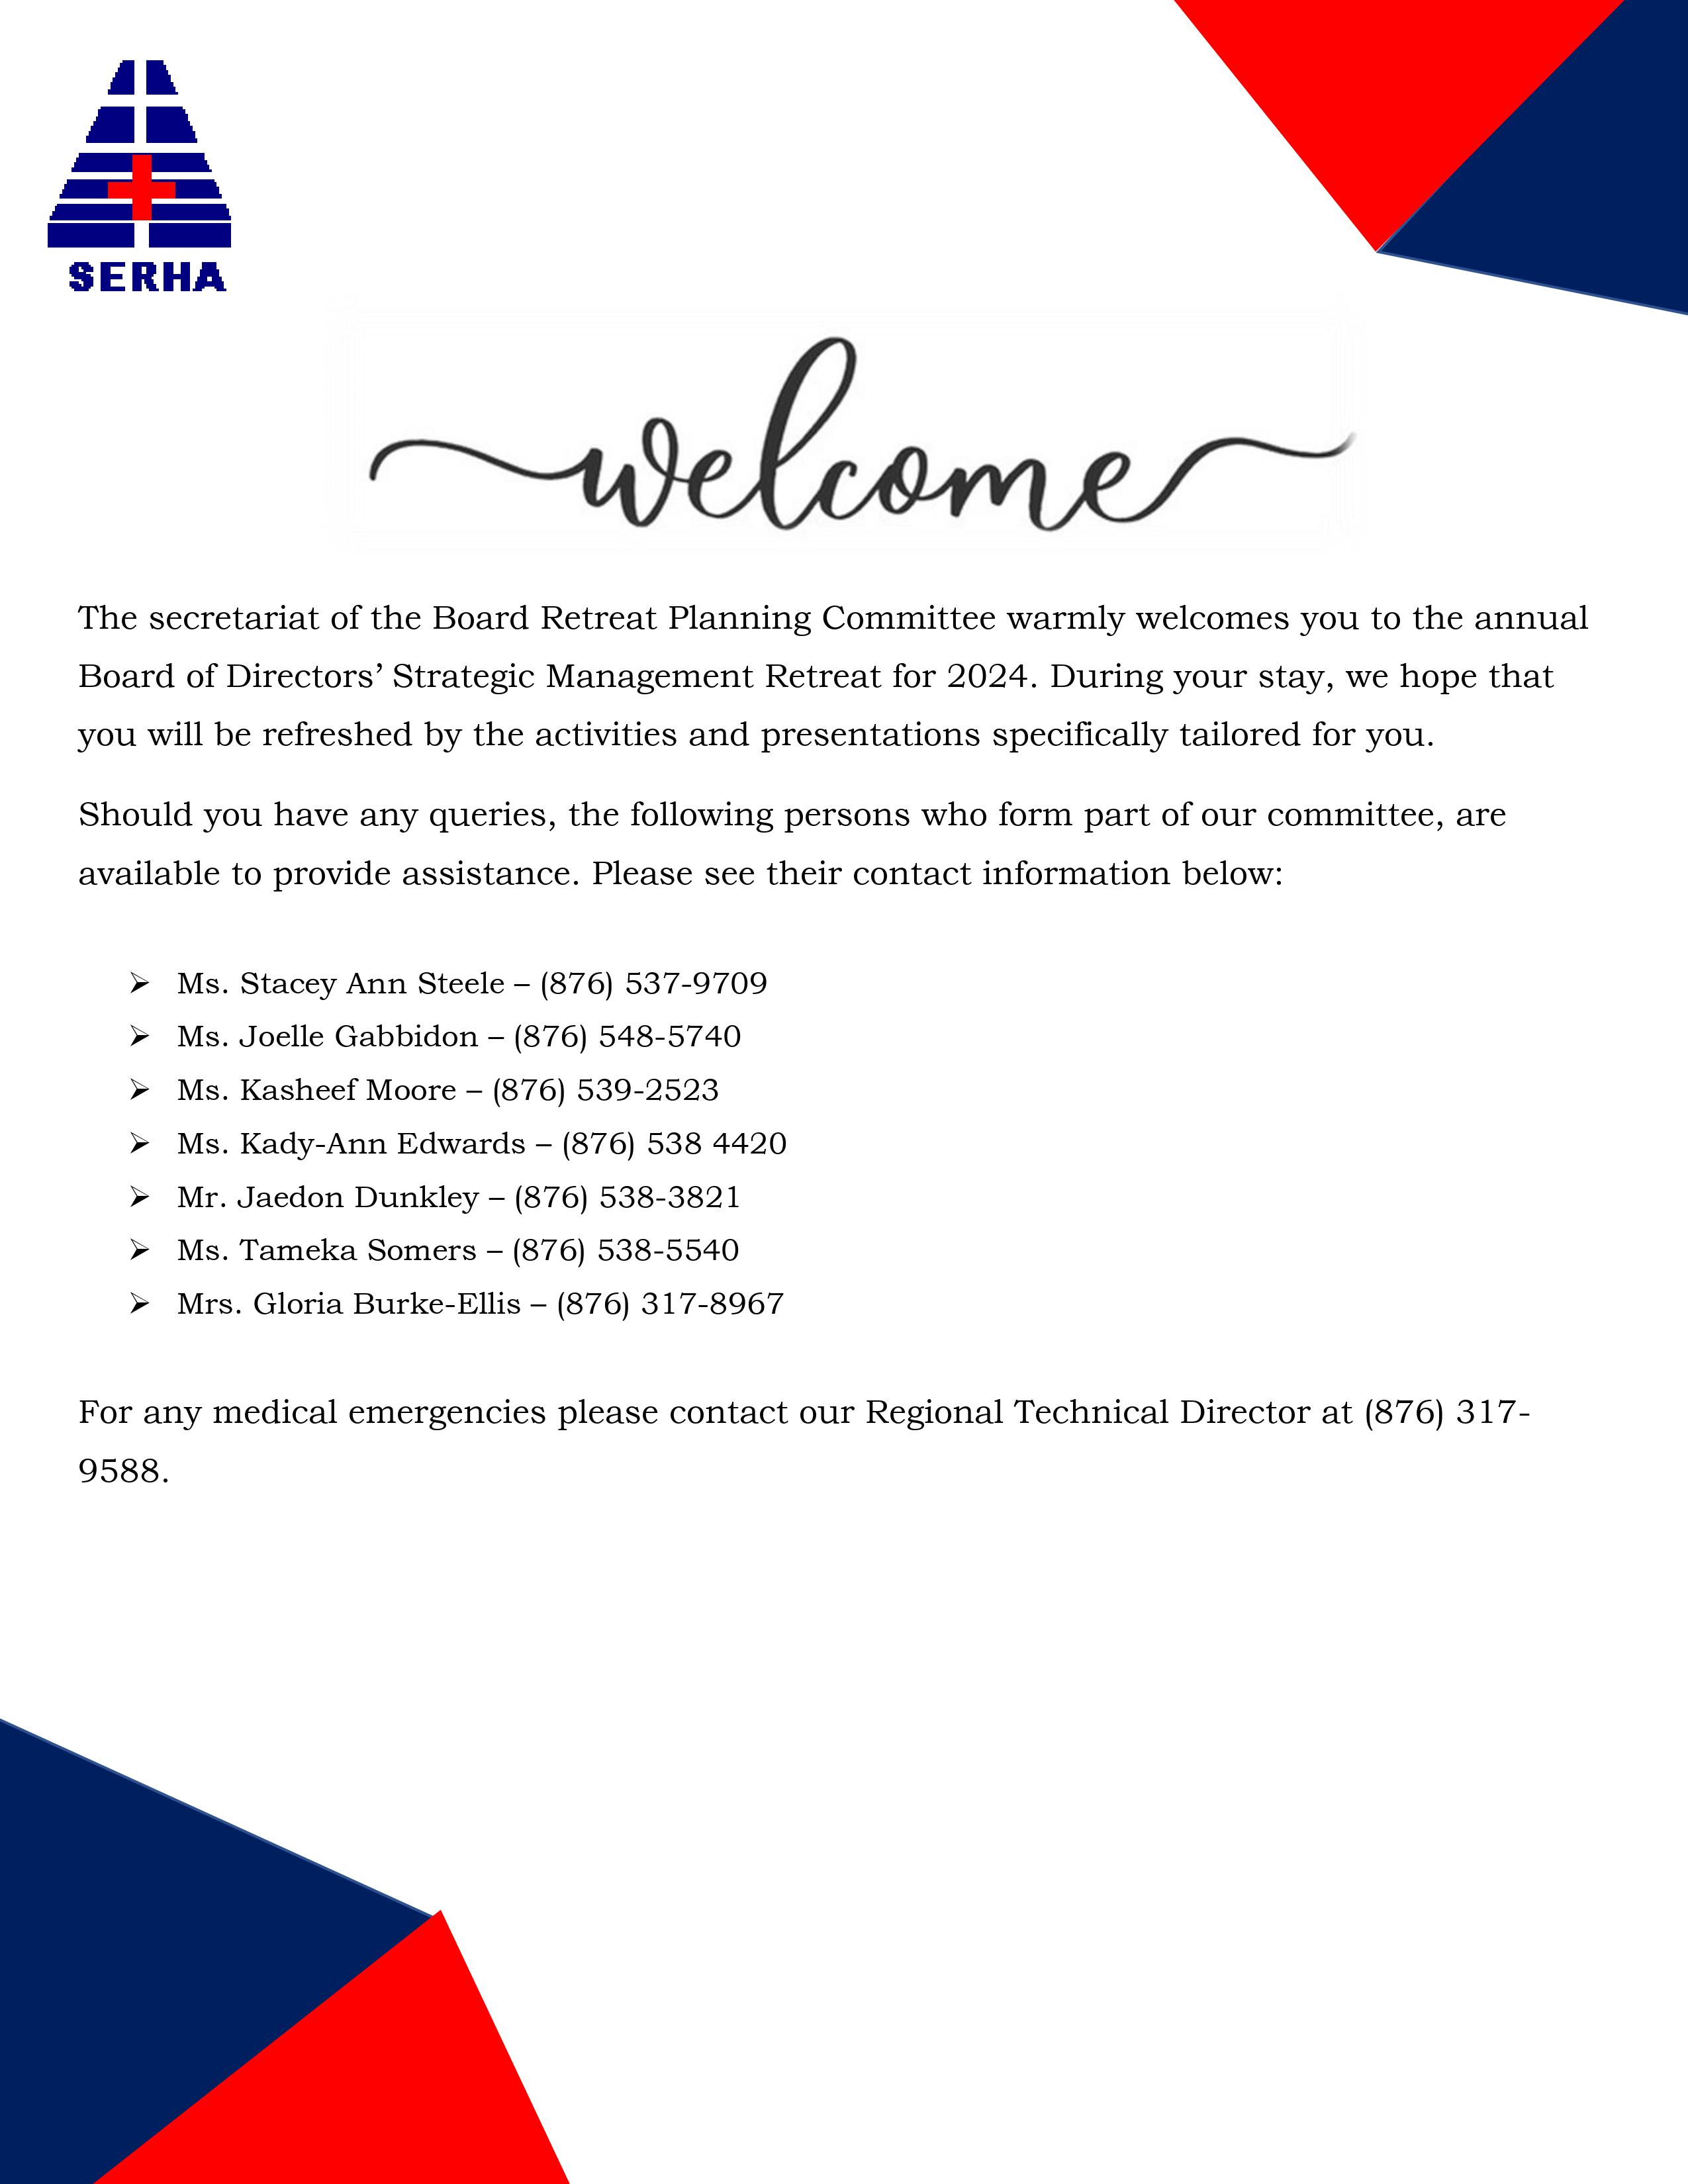 SERHA
welcome
The secretariat of the Board Retreat Planning Committee warmly welcomes you to the annual
Board of Directors’ Strategic Management Retreat for 2024. During your stay, we hope that
you will be refreshed by the activities and presentations specifically tailored for you.
Should you have any queries, the following persons who form part of our committee, are
available to provide assistance. Please see their contact information below:
➢ Ms. Stacey Ann Steele – (876) 537-9709
➢ Ms. Joelle Gabbidon – (876) 548-5740
➢ Ms. Kasheef Moore – (876) 539-2523
➢ Ms. Kady-Ann Edwards – (876) 538 4420
➢ Mr. Jaedon Dunkley – (876) 538-3821
➢ Ms. Tameka Somers – (876) 538-5540
➢ Mrs. Gloria Burke-Ellis – (876) 317-8967
For any medical emergencies please contact our Regional Technical Director at (876) 317-
9588.